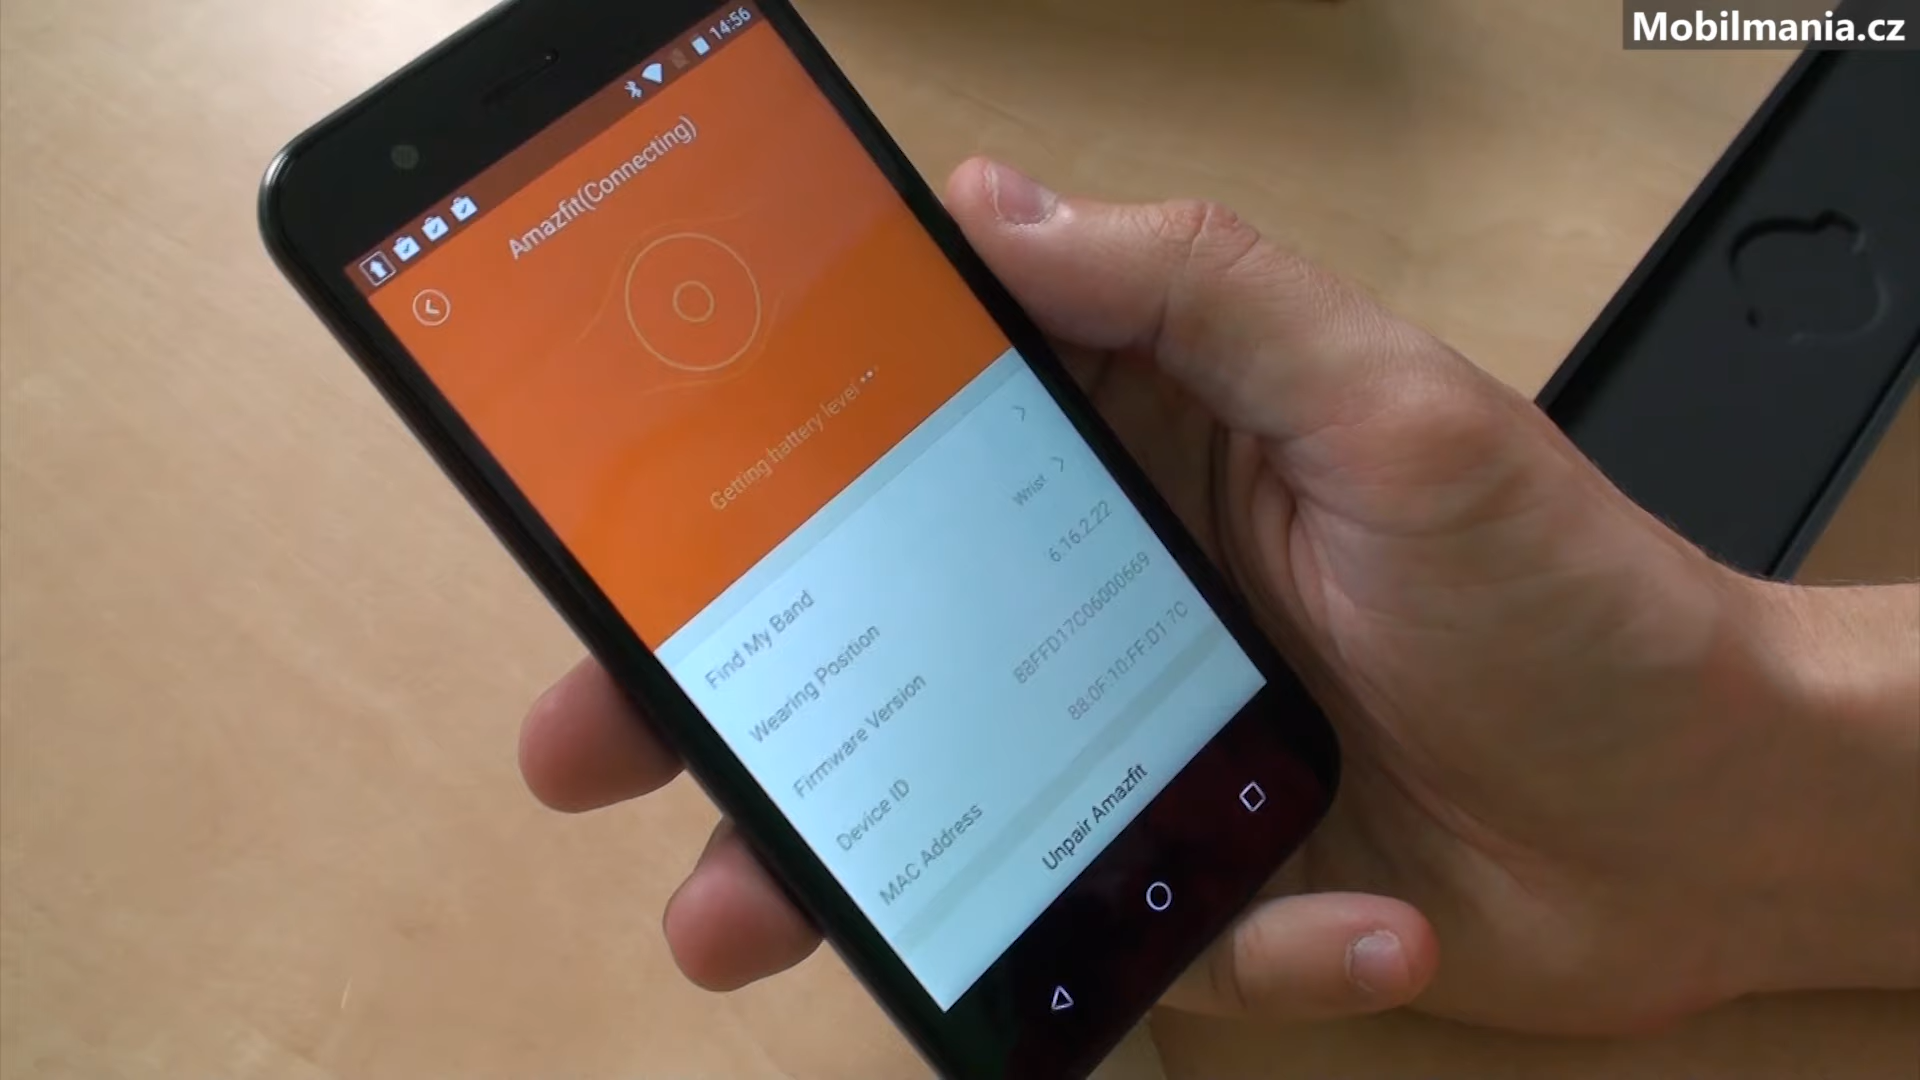 Mobilmania.cz
14:56
Amazfit(Connecting)
Getting battery level •••
Find My Band
Wearing Position Wrist
Firmware Version 6.16.2.22
Device ID 88FFD17C06000669
MAC Address 88:0F:10:FF:D1:7C
Unpair Amazfit